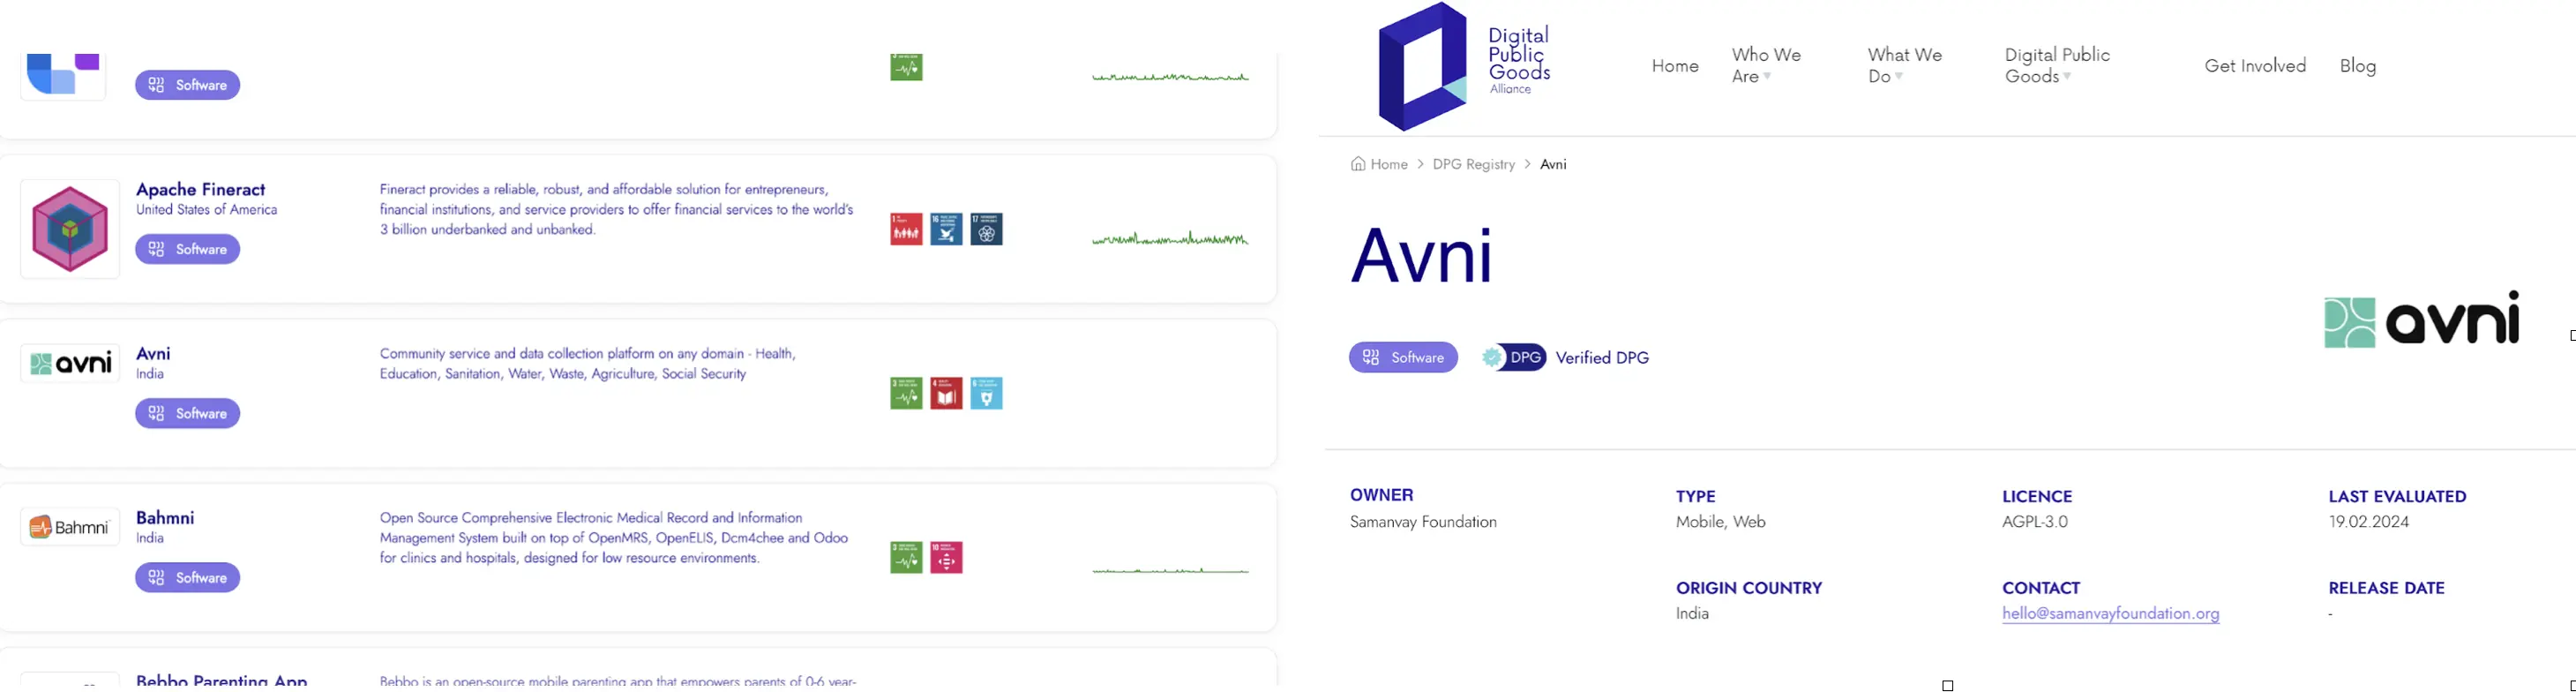 Software
Apache Fineract
United States of America
Software
Fineract provides a reliable, robust, and affordable solution for entrepreneurs,
financial institutions, and service providers to offer financial services to the world's
3 billion underbanked and unbanked.
1
16
17
avni
Avni
India
Software
Community service and data collection platform on any domain - Health,
Education, Sanitation, Water, Waste, Agriculture, Social Security
3
4
6
Bahmni
Bahmni
India
Software
Open Source Comprehensive Electronic Medical Record and Information
Management System built on top of OpenMRS, OpenELIS, Dcm4chee and Odoo
for clinics and hospitals, designed for low resource environments.
3
10
Bebbo Parenting App
Bebbo is an open-source mobile parenting app that empowers parents of 0-6 year-
Digital
Public
Goods
Alliance
Home
Who We
Are
What We
Do
Digital Public
Goods
Get Involved
Blog
Home > DPG Registry > Avni
Avni
Software
DPG
Verified DPG
avni
OWNER
Samanvay Foundation
TYPE
Mobile, Web
LICENCE
AGPL-3.0
LAST EVALUATED
19.02.2024
ORIGIN COUNTRY
India
CONTACT
hello@samanvayfoundation.org
RELEASE DATE
-